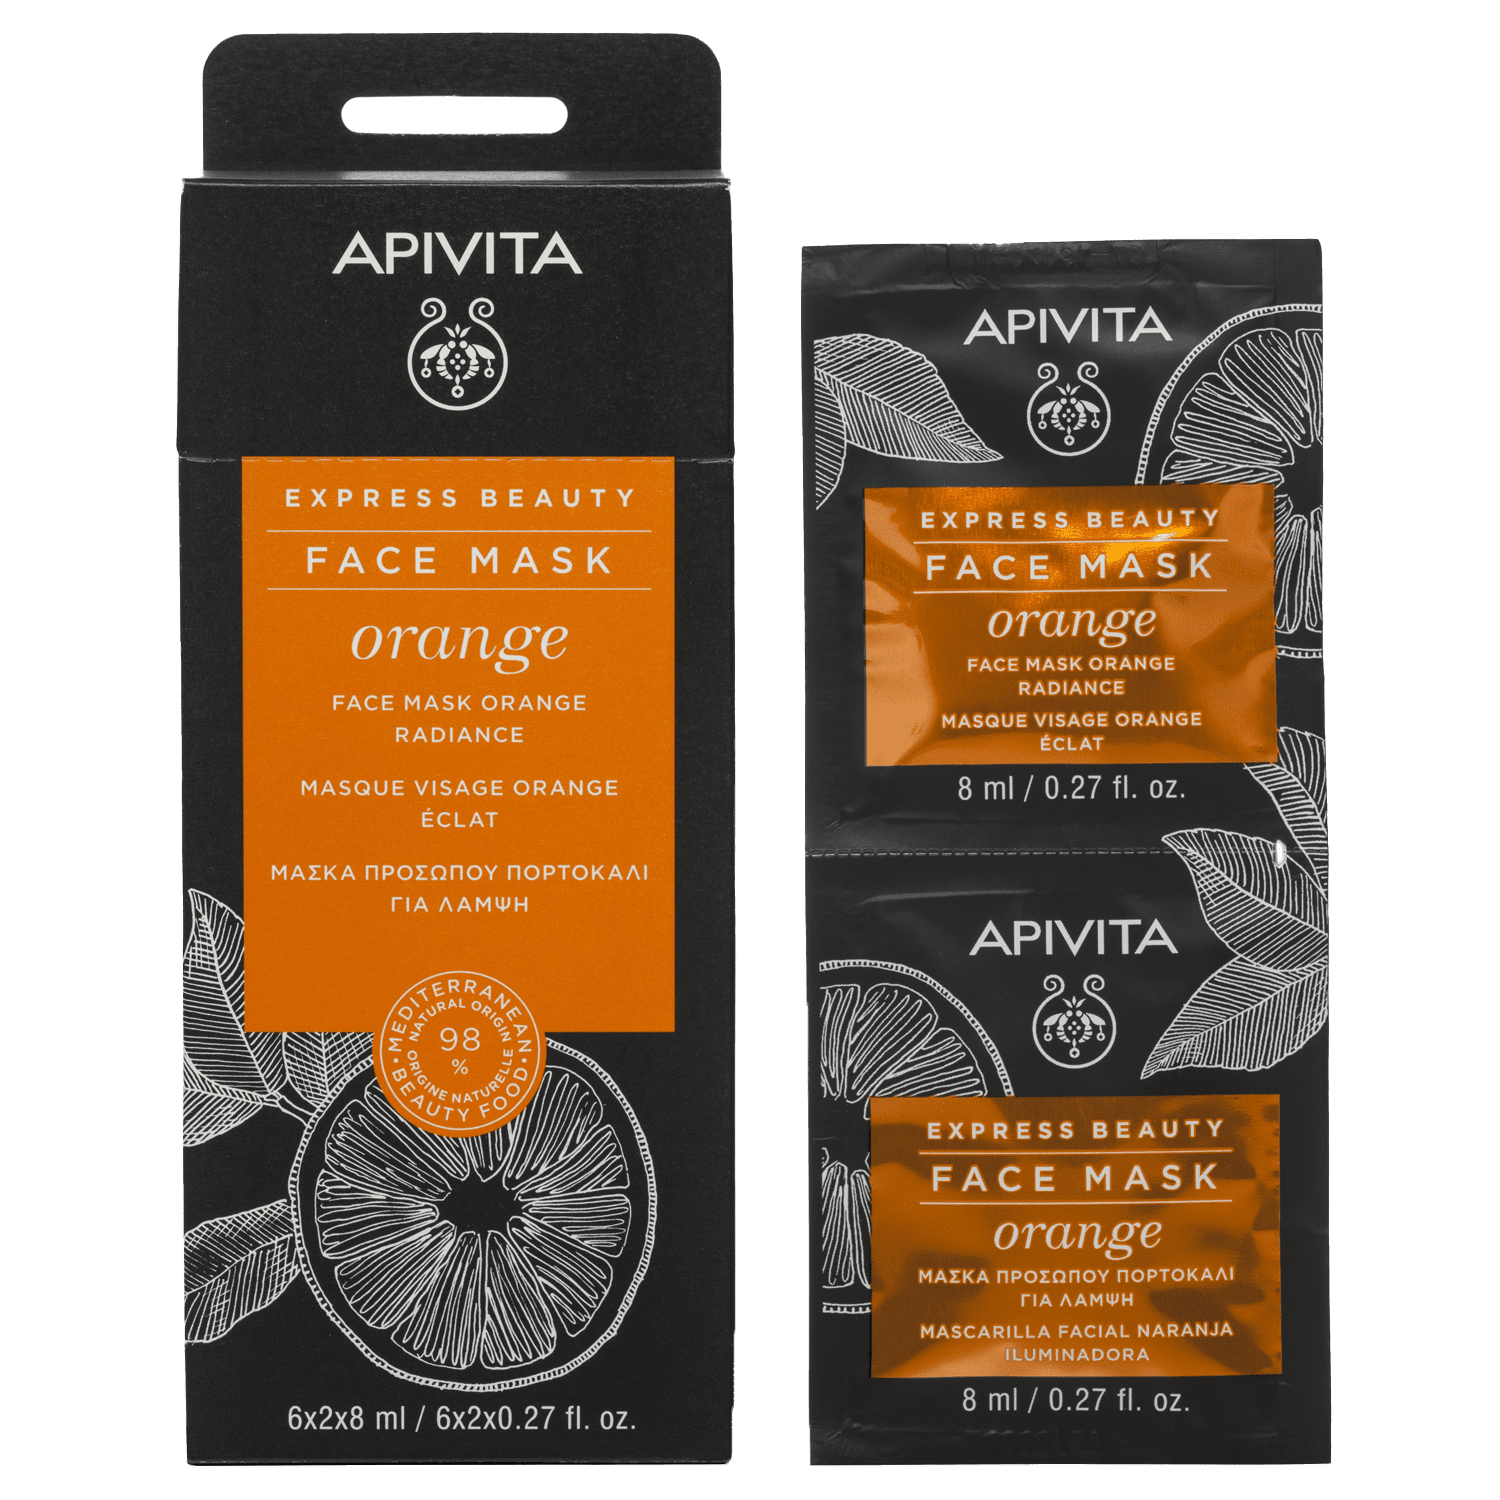 APIVITA
EXPRESS BEAUTY
FACE MASK
orange
FACE MASK ORANGE
RADIANCE
MASQUE VISAGE ORANGE
ÉCLAT
ΜΑΣΚΑ ΠΡΟΣΩΠΟΥ ΠΟΡΤΟΚΑΛΙ
ΓΙΑ ΛΑΜΨΗ
•MEDITERRANEAN•
NATURAL ORIGIN
98
%
ORIGINE NATURELLE
BEAUTY FOOD
6x2x8 ml / 6x2x0.27 fl. oz.
APIVITA
EXPRESS BEAUTY
FACE MASK
orange
FACE MASK ORANGE
RADIANCE
MASQUE VISAGE ORANGE
ÉCLAT
8 ml / 0.27 fl. oz.
APIVITA
EXPRESS BEAUTY
FACE MASK
orange
ΜΑΣΚΑ ΠΡΟΣΩΠΟΥ ΠΟΡΤΟΚΑΛΙ
ΓΙΑ ΛΑΜΨΗ
MASCARILLA FACIAL NARANJA
ILUMINADORA
8 ml / 0.27 fl. oz.